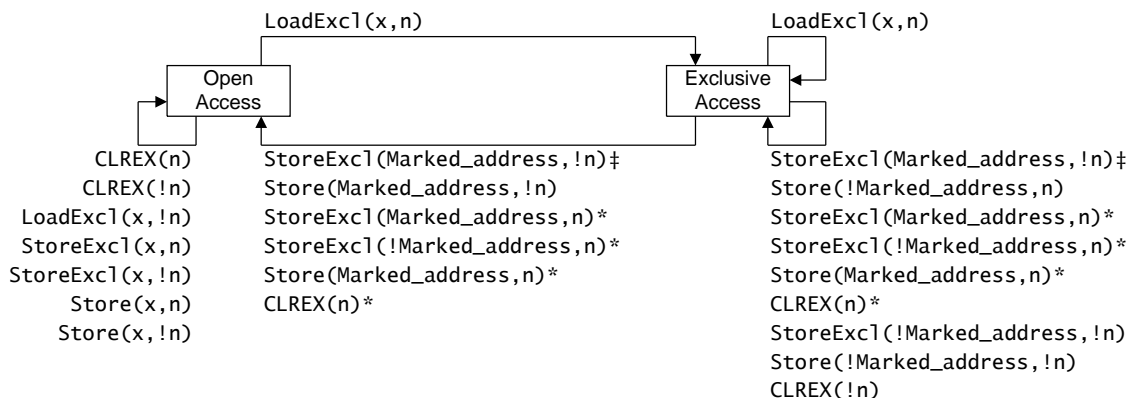 LoadExcl(x,n)
LoadExcl(x,n)
Open
Access
Exclusive
Access
CLREX(n)
CLREX(!n)
LoadExcl(x,!n)
StoreExcl(x,n)
StoreExcl(x,!n)
Store(x,n)
Store(x,!n)
StoreExcl(Marked_address,!n)‡
Store(Marked_address,!n)
StoreExcl(Marked_address,n)*
StoreExcl(!Marked_address,n)*
Store(Marked_address,n)*
CLREX(n)*
StoreExcl(Marked_address,!n)‡
Store(!Marked_address,n)
StoreExcl(Marked_address,n)*
StoreExcl(!Marked_address,n)*
Store(Marked_address,n)*
CLREX(n)*
StoreExcl(!Marked_address,!n)
Store(!Marked_address,!n)
CLREX(!n)